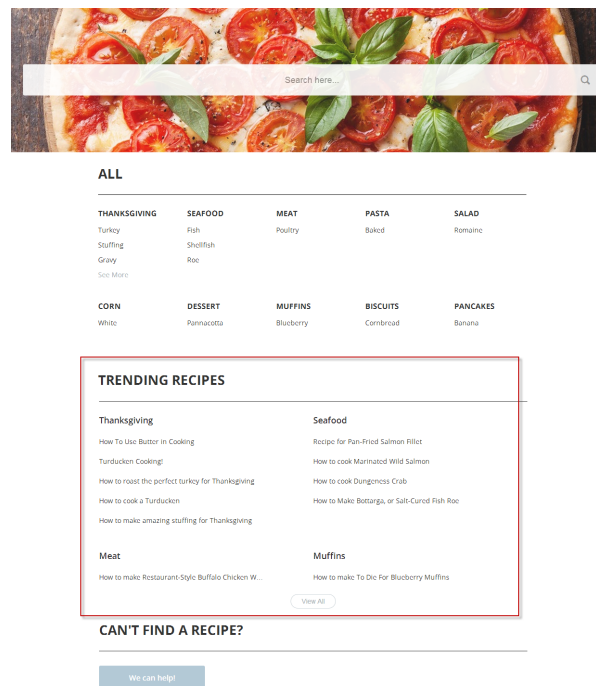 Search here...
ALL
THANKSGIVING SEAFOOD MEAT PASTA SALAD
Turkey Fish Poultry Baked Romaine
Stuffing Shellfish
Gravy Roe
See More
CORN DESSERT MUFFINS BISCUITS PANCAKES
White Pannacotta Blueberry Cornbread Banana
TRENDING RECIPES
Thanksgiving Seafood
How To Use Butter in Cooking Recipe for Pan-Fried Salmon Fillet
Turducken Cooking! How to cook Marinated Wild Salmon
How to roast the perfect turkey for Thanksgiving How to cook Dungeness Crab
How to cook a Turducken How to Make Bottarga, or Salt-Cured Fish Roe
How to make amazing stuffing for Thanksgiving
Meat Muffins
How to make Restaurant-Style Buffalo Chicken W... How to make To Die For Blueberry Muffins
View All
CAN'T FIND A RECIPE?
We can help!